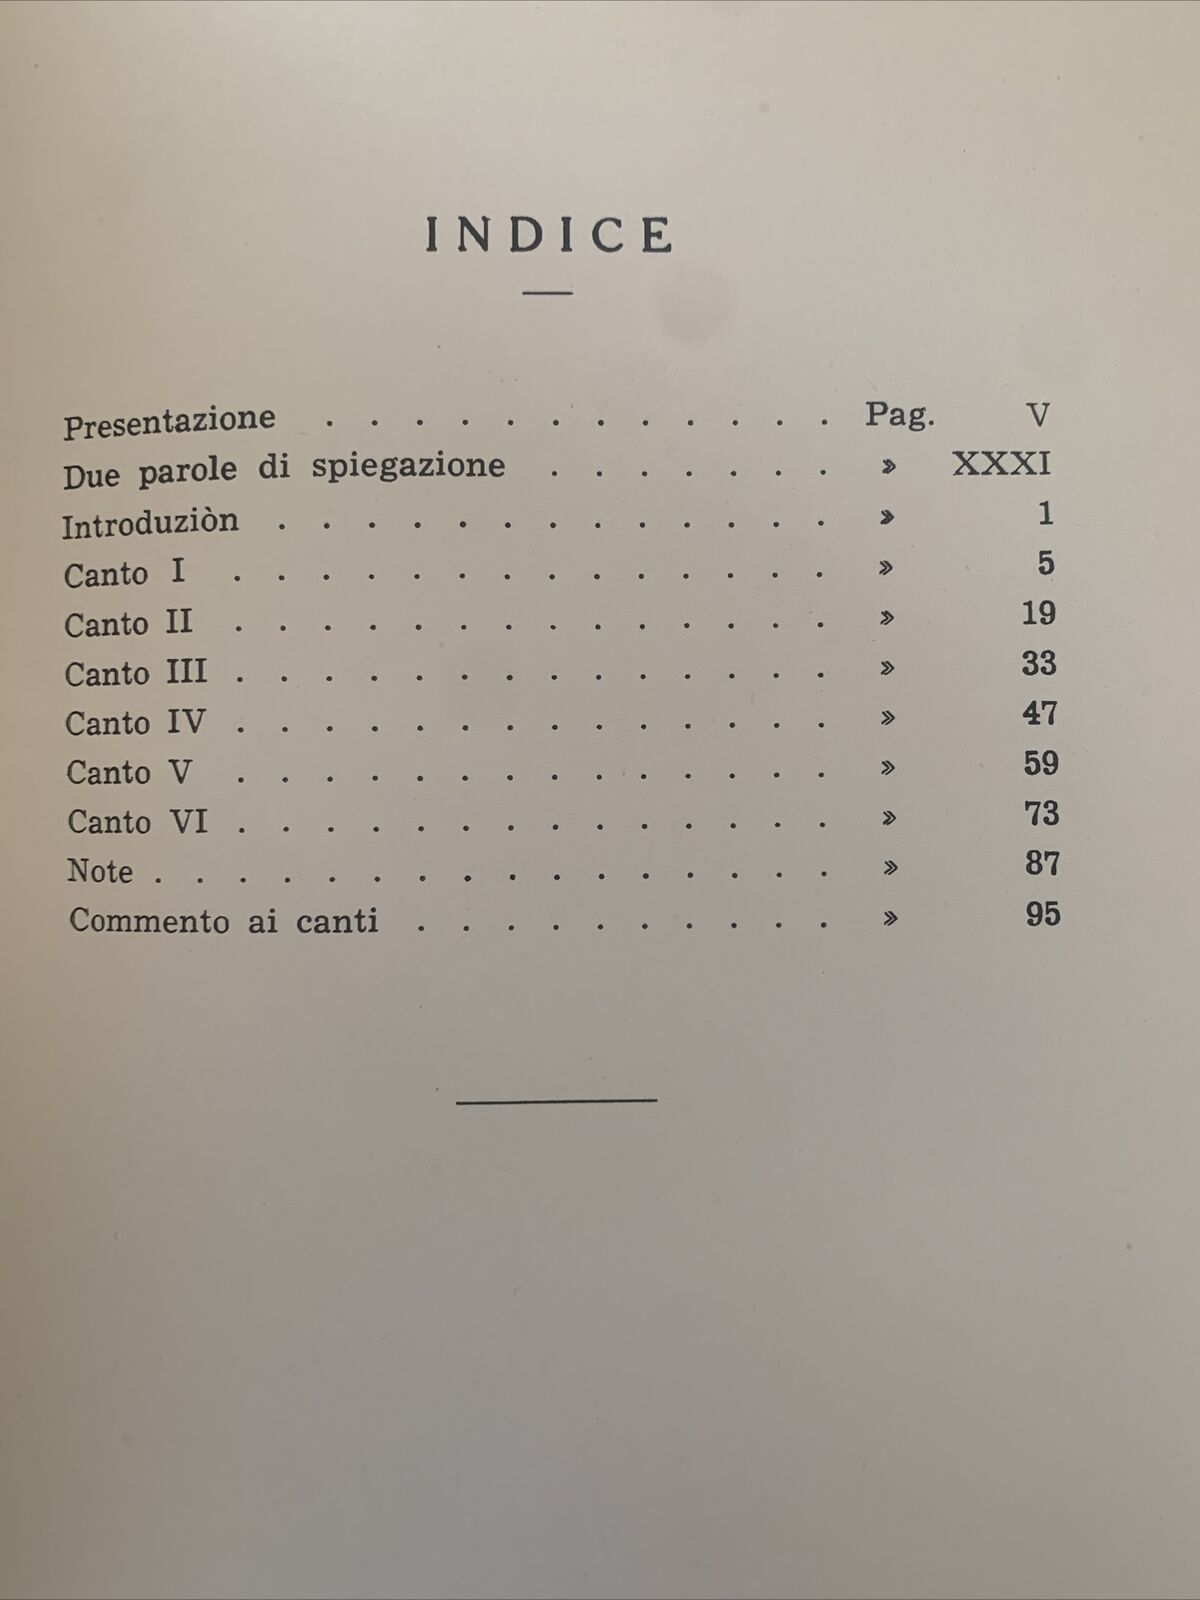 INDICE
Presentazione . . . . . . . . . . . . Pag. V
Due parole di spiegazione . . . . . . . » XXXI
Introduziòn . . . . . . . . . . . . . » 1
Canto I . . . . . . . . . . . . . . » 5
Canto II . . . . . . . . . . . . . . » 19
Canto III . . . . . . . . . . . . . . » 33
Canto IV . . . . . . . . . . . . . . » 47
Canto V . . . . . . . . . . . . . . » 59
Canto VI . . . . . . . . . . . . . . » 73
Note . . . . . . . . . . . . . . . . » 87
Commento ai canti . . . . . . . . . . » 95